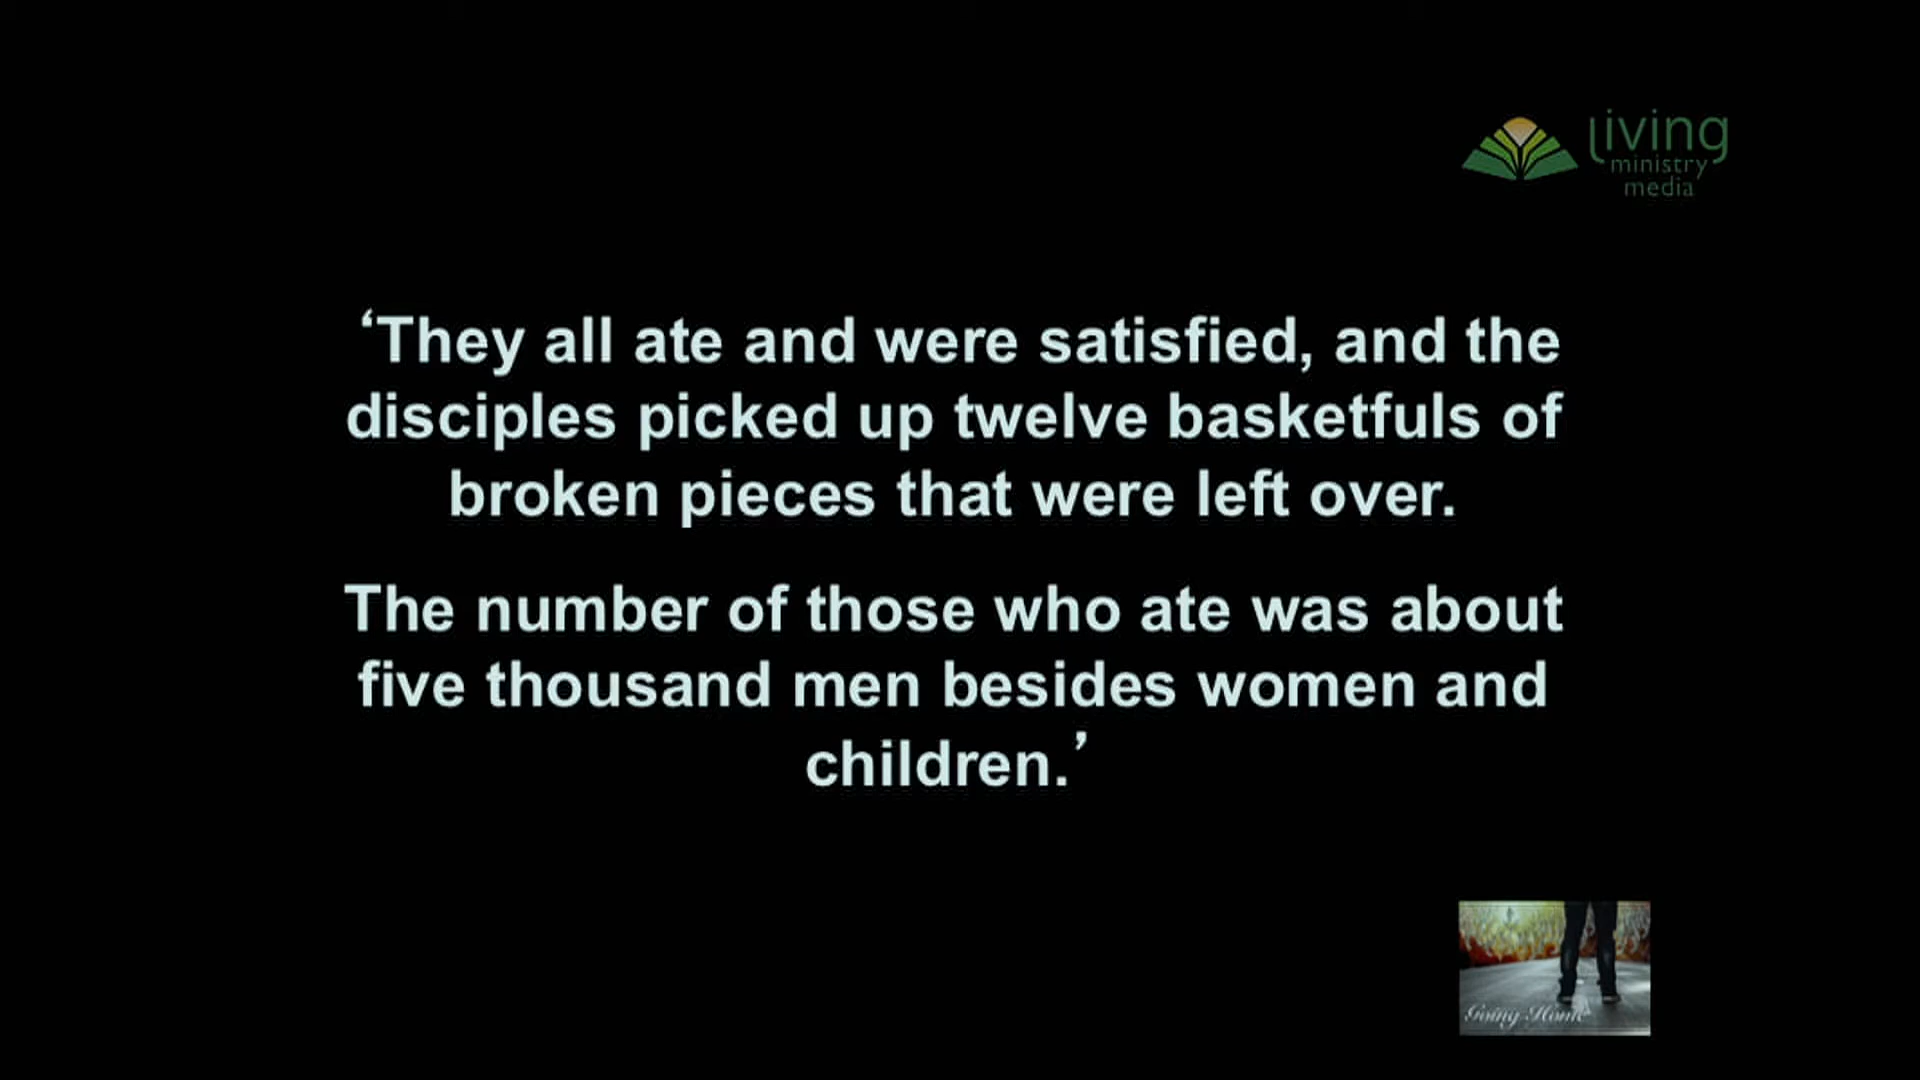 living
ministry
media
‘They all ate and were satisfied, and the
disciples picked up twelve basketfuls of
broken pieces that were left over.
The number of those who ate was about
five thousand men besides women and
children.’
Going Home